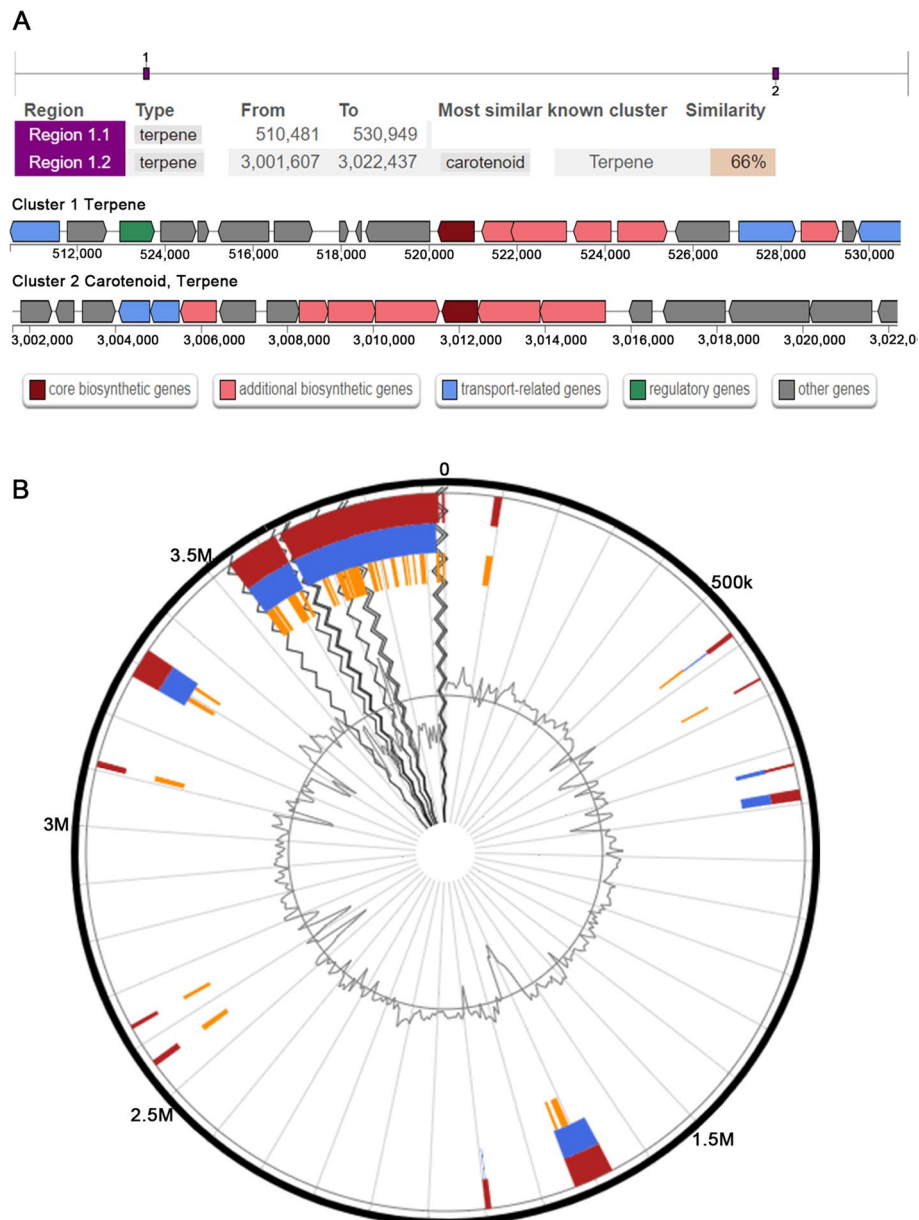 A
1
2
Region Type From To Most similar known cluster Similarity
Region 1.1 terpene 510,481 530,949
Region 1.2 terpene 3,001,607 3,022,437 carotenoid Terpene 66%
Cluster 1 Terpene
512,000 524,000 516,000 518,000 520,000 522,000 524,000 526,000 528,000 530,000
Cluster 2 Carotenoid, Terpene
3,002,000 3,004,000 3,006,000 3,008,000 3,010,000 3,012,000 3,014,000 3,016,000 3,018,000 3,020,000 3,022,0
core biosynthetic genes additional biosynthetic genes transport-related genes regulatory genes other genes
B
0
3.5M
500k
3M
2.5M
1.5M